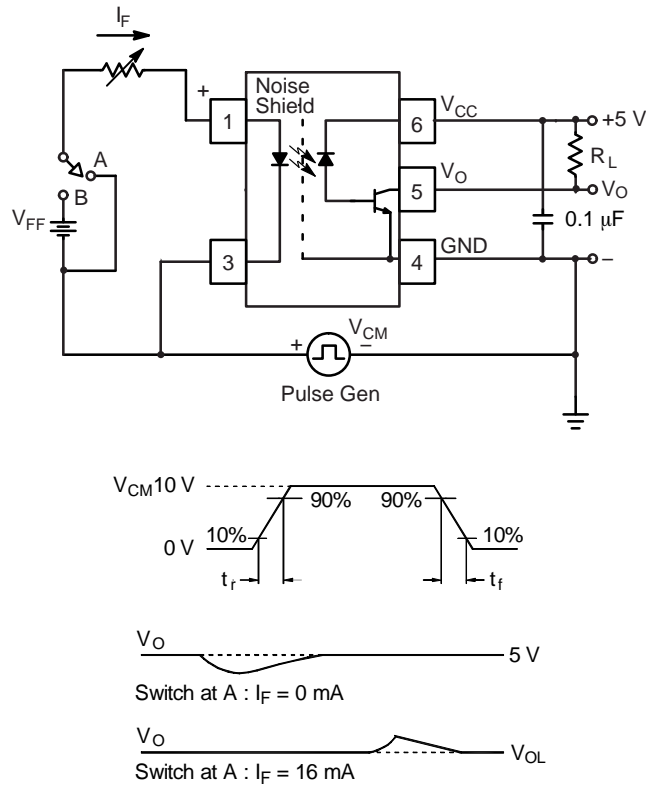 I_F
Noise Shield
+ 1
6 V_CC
+5 V
A
B
V_FF
5 V_O
R_L
V_O
0.1 µF
3
4 GND
–
+ V_CM –
Pulse Gen
V_CM 10 V
90% 90%
10% 10%
0 V
t_r t_f
V_O
5 V
Switch at A : I_F = 0 mA
V_O
V_OL
Switch at A : I_F = 16 mA